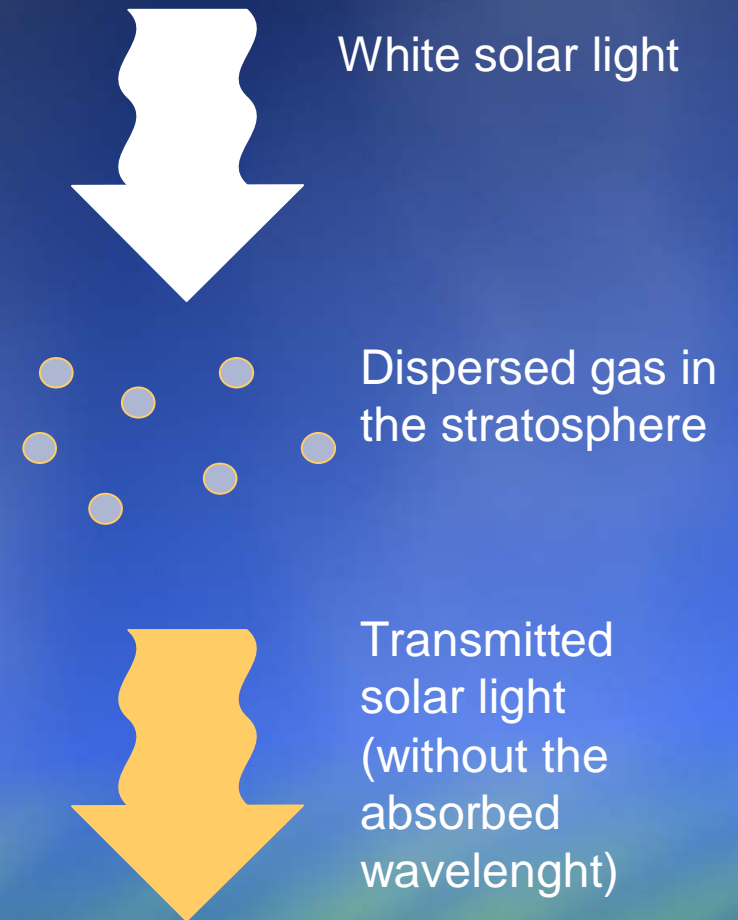 White solar light
Dispersed gas in
the stratosphere
Transmitted
solar light
(without the
absorbed
wavelenght)